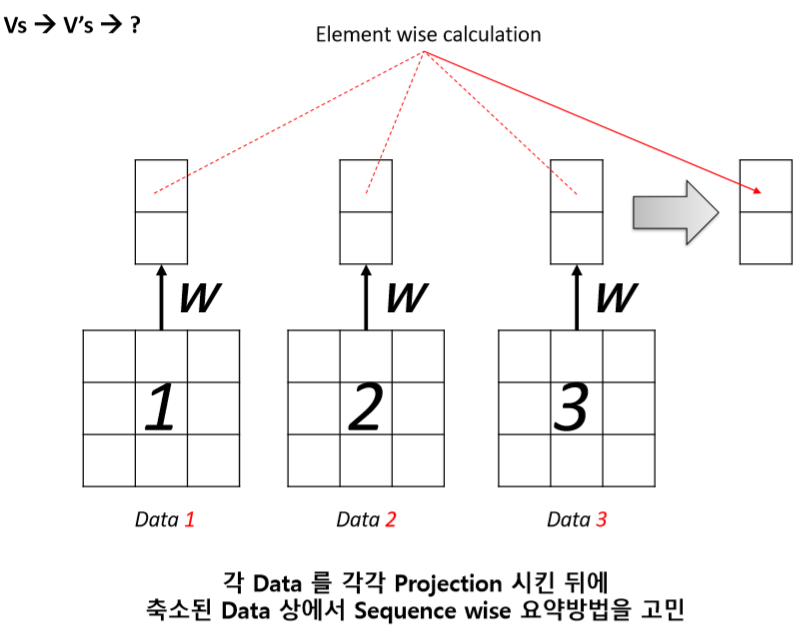 Vs → V's → ?
Element wise calculation
W
W
W
1
2
3
Data 1
Data 2
Data 3
각 Data 를 각각 Projection 시킨 뒤에
축소된 Data 상에서 Sequence wise 요약방법을 고민